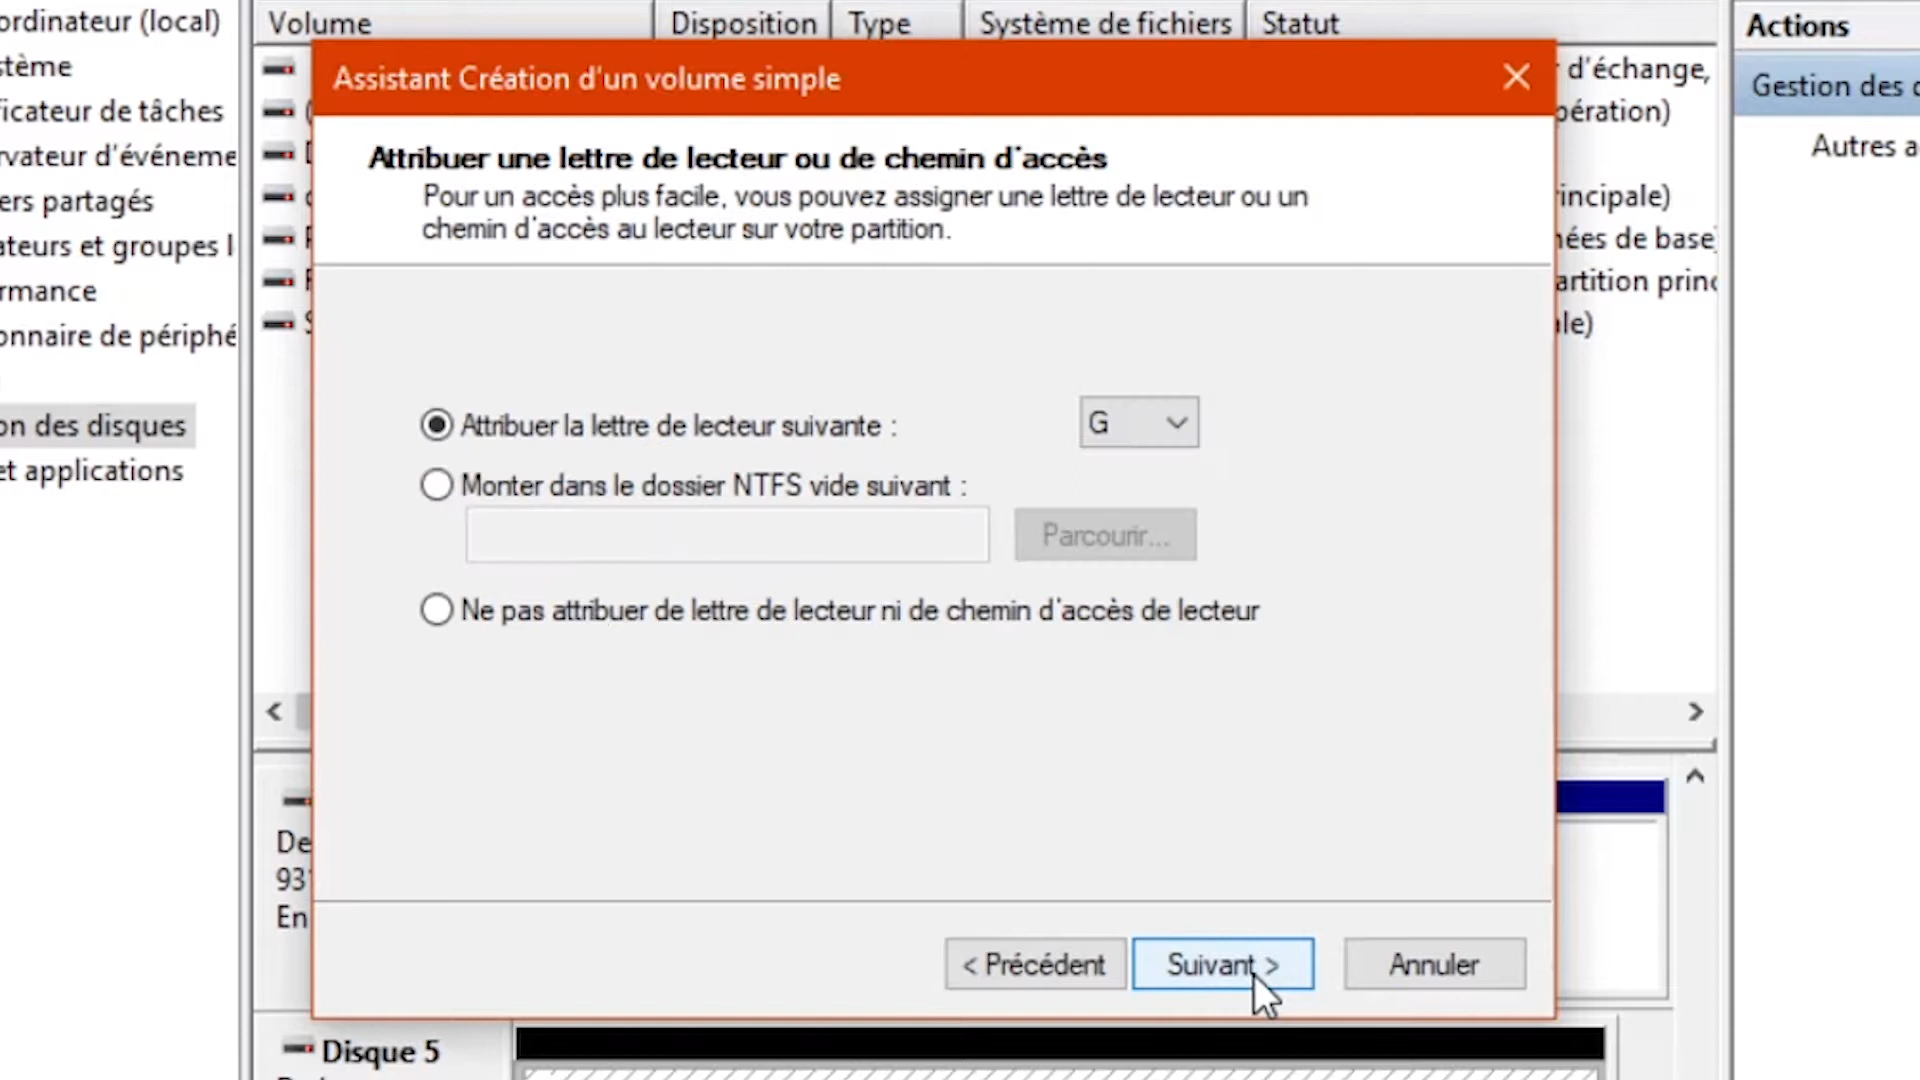 ordinateur (local)
stème
ficateur de tâches
rvateur d'événeme
ers partagés
ateurs et groupes l
rmance
onnaire de périphé
on des disques
et applications
Volume Disposition Type Système de fichiers Statut
d'échange,
pération)
rincipale)
nées de base)
artition princ
le)
Actions
Gestion des
Autres a
Assistant Création d'un volume simple
Attribuer une lettre de lecteur ou de chemin d'accès
Pour un accès plus facile, vous pouvez assigner une lettre de lecteur ou un
chemin d'accès au lecteur sur votre partition.
Attribuer la lettre de lecteur suivante : G
Monter dans le dossier NTFS vide suivant :
Parcourir...
Ne pas attribuer de lettre de lecteur ni de chemin d'accès de lecteur
< Précédent Suivant > Annuler
De
931
En
Disque 5